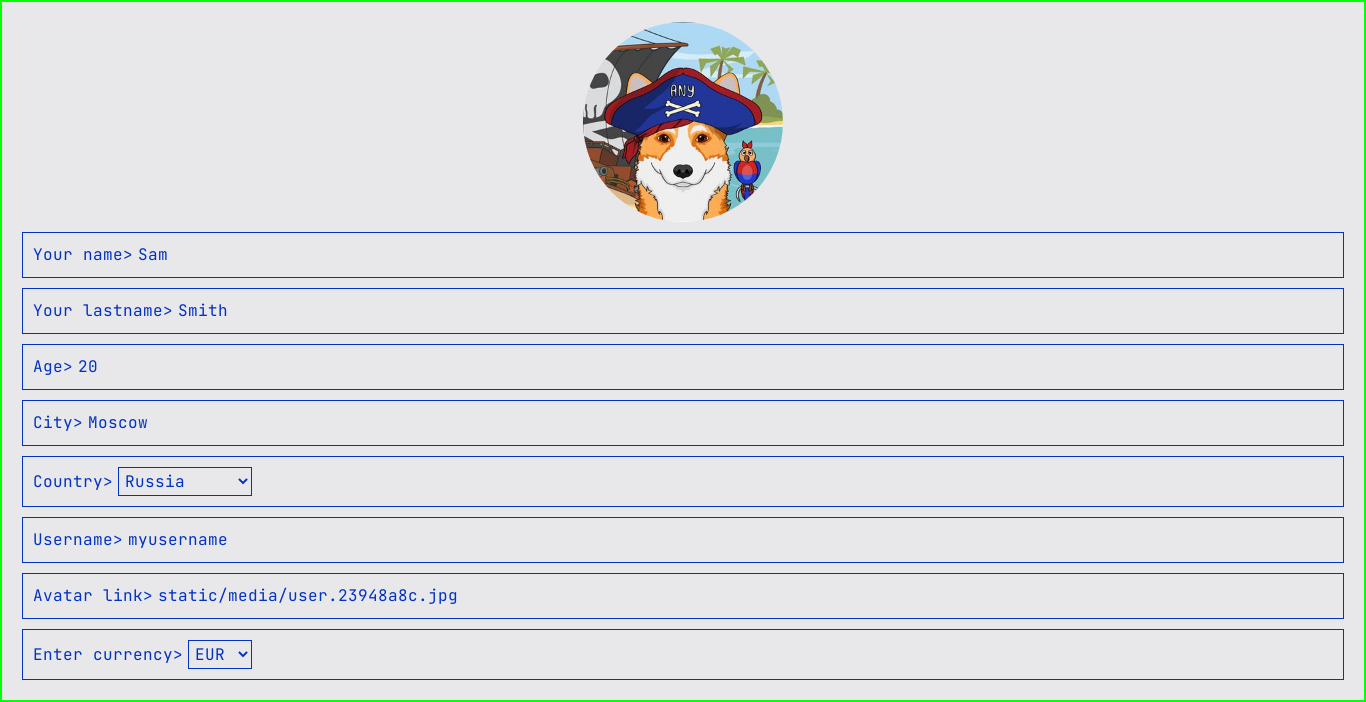 ANY
Your name> Sam
Your lastname> Smith
Age> 20
City> Moscow
Country> Russia
Username> myusername
Avatar link> static/media/user.23948a8c.jpg
Enter currency> EUR